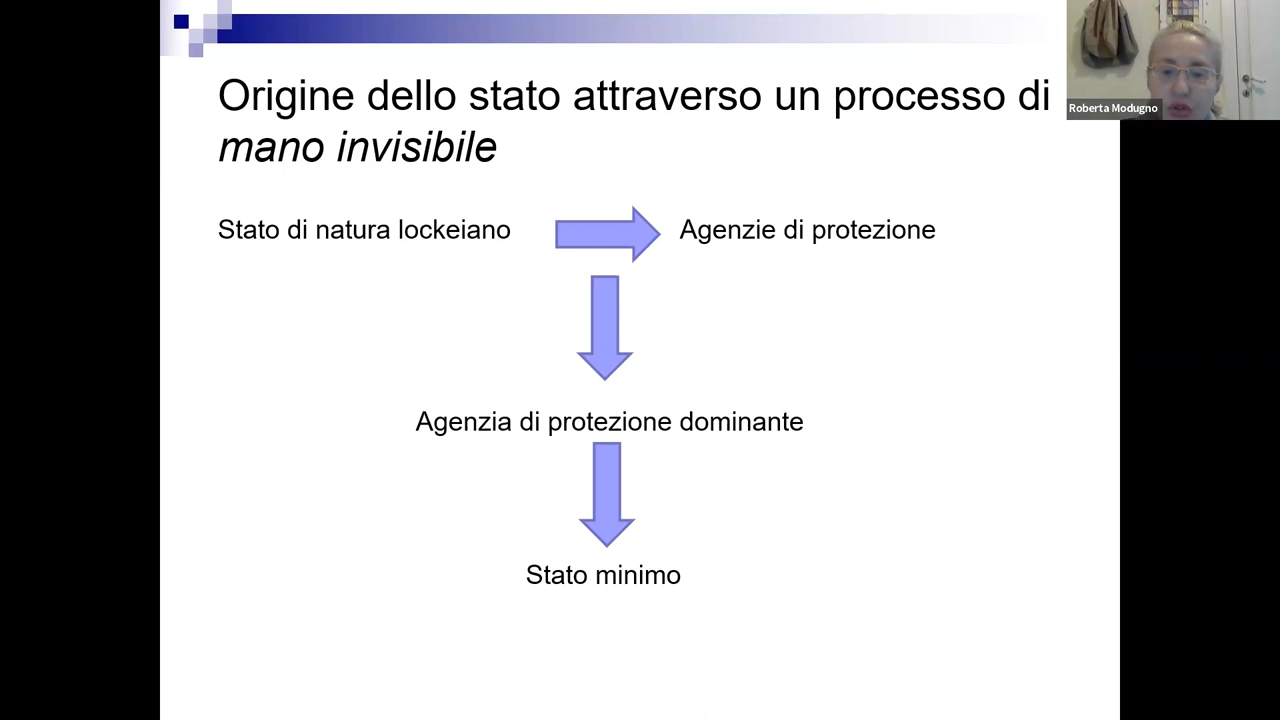 Origine dello stato attraverso un processo di
mano invisibile
Roberta Modugno
Stato di natura lockeiano
Agenzie di protezione
Agenzia di protezione dominante
Stato minimo